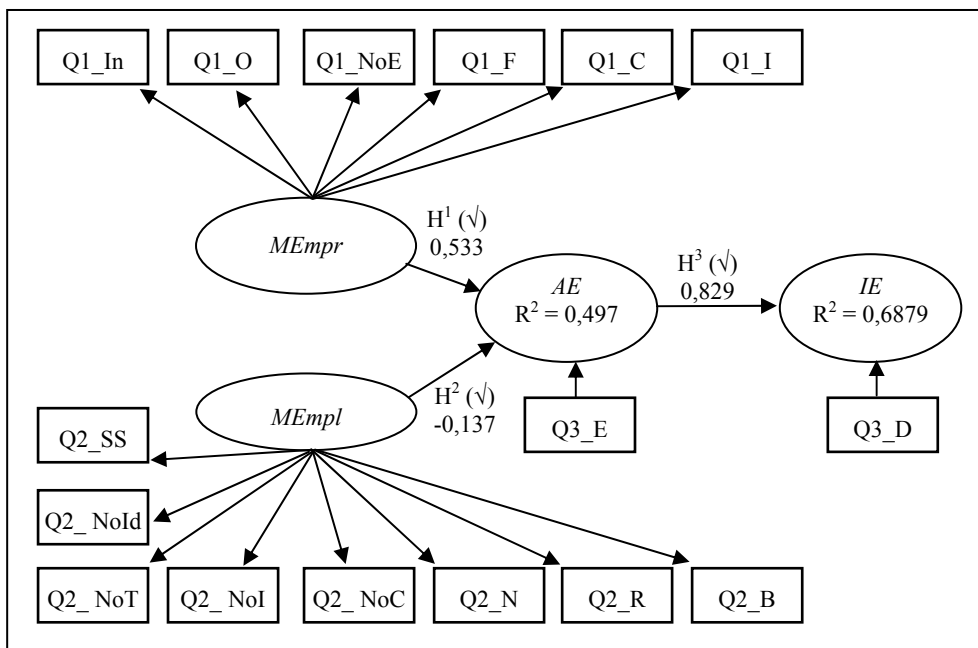 Q1_In
Q1_O
Q1_NoE
Q1_F
Q1_C
Q1_I
MEmpr
H¹ (√)
0,533
AE
R² = 0,497
H³ (√)
0,829
IE
R² = 0,6879
MEmpl
H² (√)
-0,137
Q3_E
Q3_D
Q2_SS
Q2_ NoId
Q2_ NoT
Q2_ NoI
Q2_ NoC
Q2_N
Q2_R
Q2_B